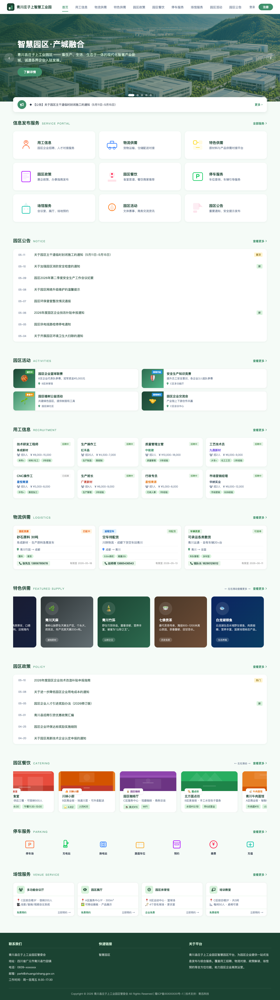 青川庄子上智慧工业园
首页 用工信息 物流供需 特色供需 园区政策 园区餐饮 停车服务 场馆服务 园区活动 园区公告 登录 注册
智慧园区·产城融合
青川县庄子上工业园区 —— 集生产、生活、生态于一体的现代化智慧产业新
城，诚邀各界企业入驻发展。
了解详情
◆ 【公告】关于园区主干道临时封闭施工的通知（5月11日-5月15日） 更多
信息发布服务 SERVICE PORTAL 全部服务
用工信息
园区企业招聘、人才对接服务
物流供需
货物运输、仓储配送对接
特色供需
原材料与产品供需对接平台
园区政策
惠企政策、办事指南发布
园区餐饮
食堂菜谱、餐饮商家推荐
P
停车服务
车位查询、车辆引导服务
场馆服务
会议室、展厅、场地预约
园区活动
文体赛事、商务交流资讯
园区公告
重要通知、安全提示发布
园区公告 NOTICE 查看更多
05-11 关于园区主干道临时封闭施工的通知（5月11日-5月15日） 置顶
05-10 关于加强园区消防安全检查的通知 新
05-09 园区2026年第二季度安全生产工作会议纪要
05-08 关于园区网络升级维护的温馨提示
05-07 园区环保督查整改情况通报
05-06 2026年度园区企业技改补贴申报通知 新
05-05 园区供电线路检修停电通知
05-04 关于开展园区环境卫生大扫除的通知
园区活动 ACTIVITIES 查看更多
进行中
园区企业篮球联赛
8支企业代表队参赛，冠军奖金¥5,000元
B区体育馆
即将开始
安全生产知识竞赛
提升员工安全意识，各企业3人组队参赛
C区多功能厅
筹备中
园区植树公益活动
共建绿色园区，提供树苗和工具
园区绿化区
即将举行
园区企业交流会
产业链上下游合作共赢
C区会议中心
用工信息 RECRUITMENT 查看更多
技术研发工程师 招聘中
阜成新材
招5人 ¥ ¥8,000-15,000
本科+ 材料/化工 3年经验
生产操作工 招聘中
虹禾晶
招20人 ¥ ¥4,500-7,000
生产制造 倒班制
质量管理主管 招聘中
中能建
招2人 ¥ ¥10,000-18,000
质量管理 5年经验
工艺技术员 招聘中
九晟新材
招2人 ¥ ¥6,000-9,000
大专+ 化工工艺 2年经验
CNC操作工 已招满
星恒青源
招5人 ¥ ¥5,000-8,000
中专+ 数控加工
生产班长 招聘中
广袤新材
招4人 ¥ ¥6,000-9,000
生产管理 3年经验
行政专员 招聘中
星恒青源
招1人 ¥ ¥5,000-8,000
行政人事 1年经验
市场营销经理 招聘中
华纳实业
招2人 ¥ ¥8,000-12,000
市场营销 B2B经验
物流供需 LOGISTICS 查看更多
园区货源 匹配中
砂石原料 30吨
阜成新材 · 生产原料急需发车
青川竹园 → 成都
整车 普货
张先生 13856785678 有效至 2026-05-18
返程空车 待配货
空车待配货
川陕物流 · 成都下货空车回青川
成都 → 青川
9.6m高栏 载重25t
赵师傅 13865436543 有效至 2026-05-13
车辆资源 可接单
可承运各类散货
青川运通 · 自有车辆20+台
青川 → 全国
车队管理 多车型
钱队长 18290129012 有效至 2026-06-11
特色供需 FEATURED SUPPLY ← 左右滑动查看更多 → 查看更多
肉质厚实、口感
吨，远销海内
青川天麻
秦岭山脉野生天麻主产区，个头大、
药效足，年产优质天麻200+吨。
道地药材
青川竹荪
野生竹荪珍品，菌香浓郁、营养丰
富，被誉为"山珍之王"。
山珍之王
七佛贡茶
唐代贡茶传承，海拔800-1200米高
山茶园，茶香馥郁、回甘悠长。
历史名茶
白龙湖银鱼
白龙湖生态水域野生银鱼，肉质细
嫩、营养丰富，国家地理标志产品。
生态养殖
园区政策 POLICY 查看更多
05-10 2026年度园区企业技术改造补贴申报指南 热门
05-08 关于进一步降低园区企业用电成本的通知
05-05 园区企业人才引进奖励办法（2026修订版） 新
05-01 青川县招商引资优惠政策汇编
04-25 园区企业环保达标奖励实施细则
04-20 关于园区高新技术企业认定申报的通知
园区餐饮 CATERING ← 左右滑动 → 查看更多
食堂
食堂
供应三餐 · 可容纳500人
-8:30 午餐11:30-13:00
川味小厨
川味小厨
B区商业街 · 地道川菜 · 可外卖配送
4.8分 人均¥25
园区咖啡
园区咖啡厅
C区服务中心 · 现磨咖啡 · 商务洽谈
美式¥15 WiFi
面点坊
北方面点坊
B区美食街 · 手工水饺包子面条
水饺¥12/份 早6点营业
牛肉面馆
青川牛肉面馆
A区商业街 · 秘制
牛肉面¥15 小
停车服务 PARKING 查看更多
P
停车场
充电站
换电站
路面车位
预约
¥
缴费
充值
场馆服务 VENUE SERVICE 查看更多
多功能会议厅
C区综合楼3F · 容纳200人
投影/音响/视频会议系统
免费预约 立即预约 →
园区展厅
A区服务中心1F · 300m²
可移动展板 · 产品展示
免费预约 立即预约 →
园区体育馆
B区运动中心 · 篮球场
4个羽毛球场 · 更衣室
企业免费 立即预约 →
培训教室
C区综合楼2F · 共3间
每间50人 · 桌椅可调
免费使用 立即预约 →
联系我们
青川县庄子上工业园区管委会
地址：四川省广元市青川县竹园镇
电话：0839-xxxxxxx
邮箱：park@zhuangzishang.gov.cn
工作时间：周一至周五 8:30-17:30
快速链接
智慧园区
关于平台
青川县庄子上工业园区智慧园区平台，为园区企业提供一站式信
息发布与综合服务。覆盖用工招聘、物流对接、政策解读、场馆
预约等全方位功能，助力园区企业高效运营。
Copyright © 2026 青川县庄子上工业园区管委会 All Rights Reserved | 蜀ICP备XXXXXXXX号-1 | 技术支持：青迅科技